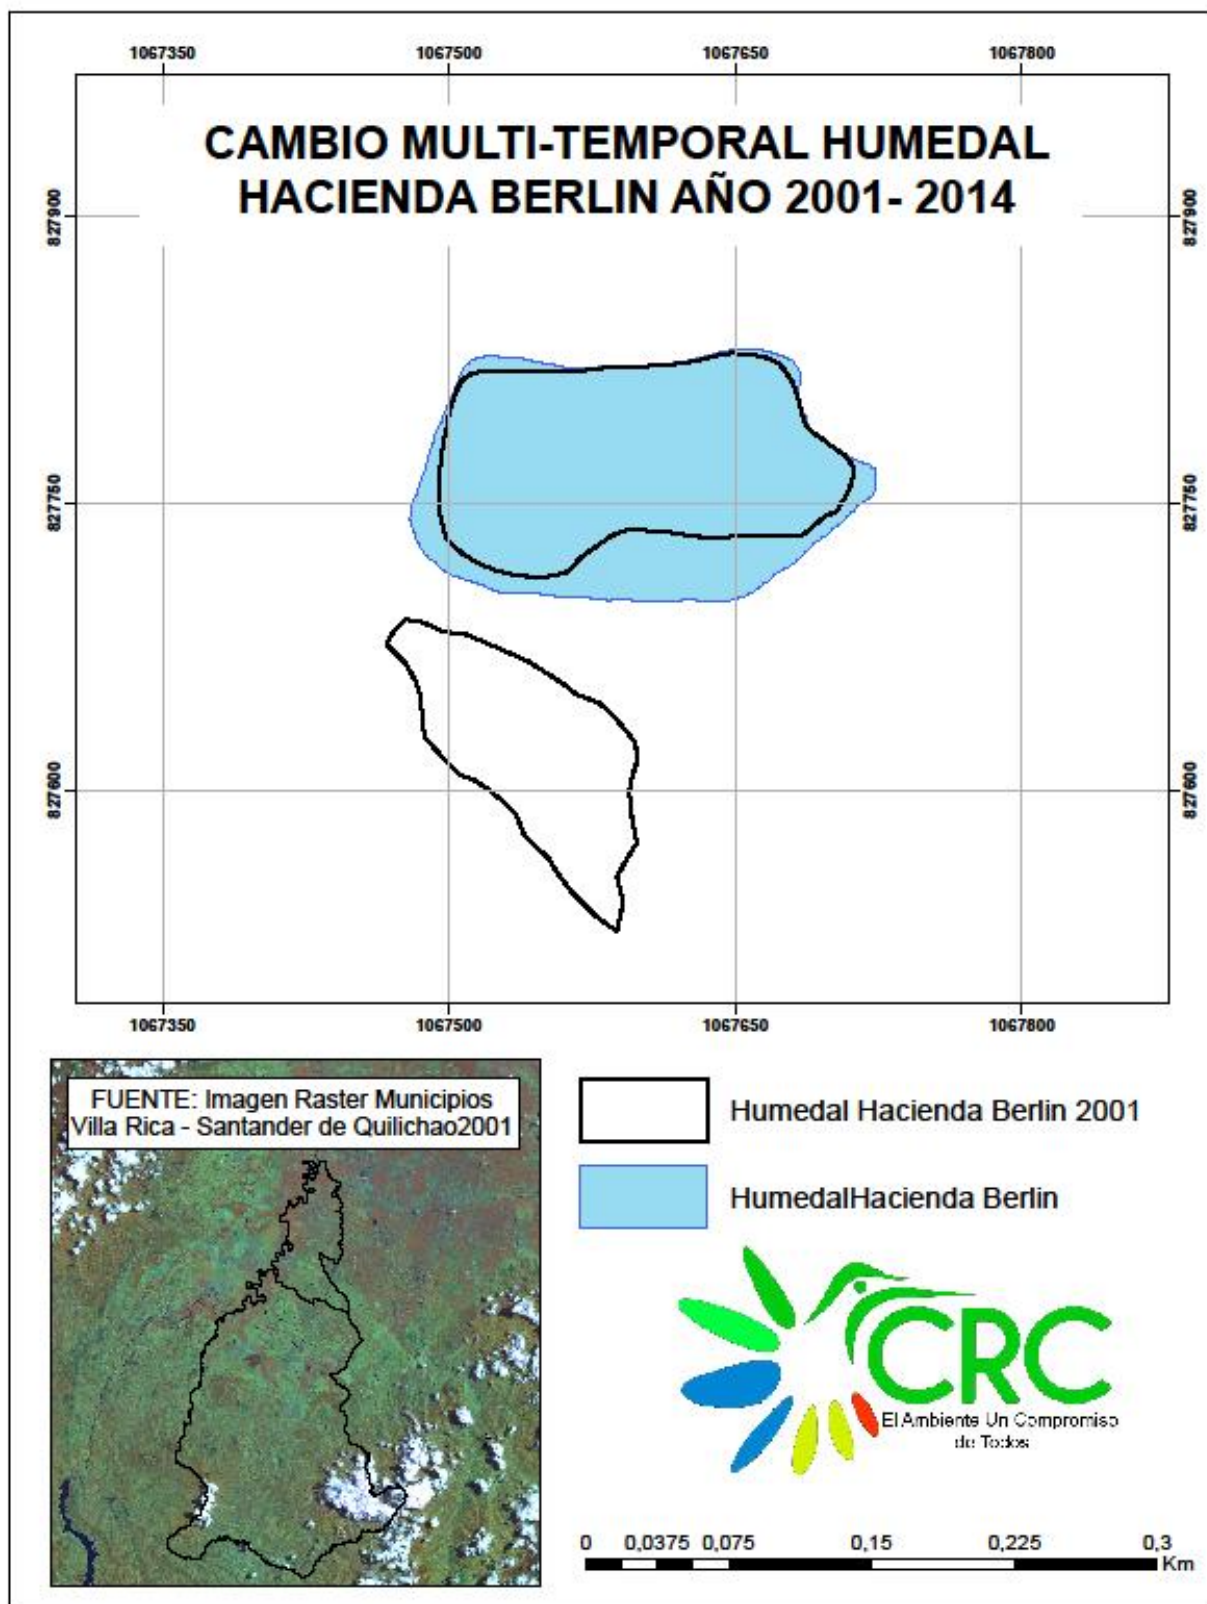 1067350 1067500 1067650 1067800
CAMBIO MULTI-TEMPORAL HUMEDAL
HACIENDA BERLIN AÑO 2001- 2014
827900 827900
827750 827750
827600 827600
1067350 1067500 1067650 1067800
FUENTE: Imagen Raster Municipios
Villa Rica - Santander de Quilichao2001
Humedal Hacienda Berlin 2001
HumedalHacienda Berlin
CRC
El Ambiente Un Compromiso
de Todos
0 0,0375 0,075 0,15 0,225 0,3
Km